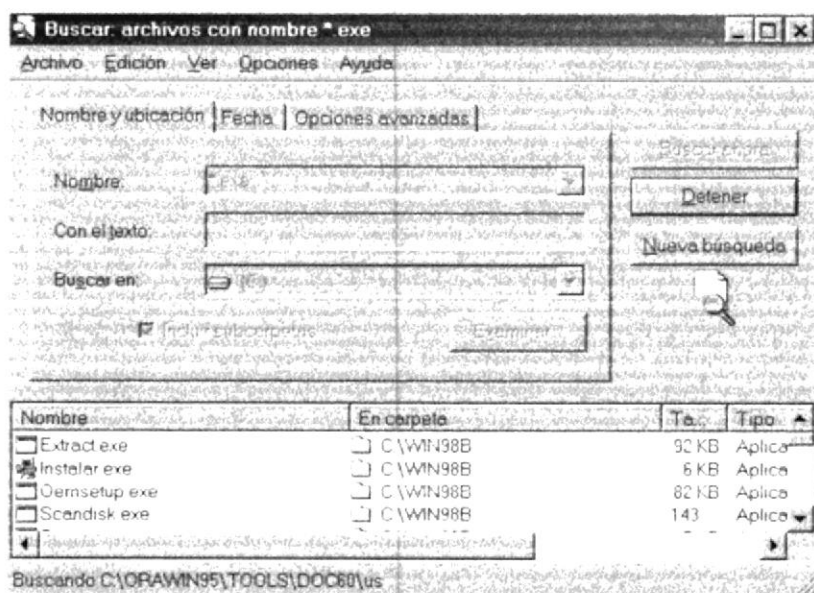 Buscar: archivos con nombre *.exe
Archivo Edición Ver Opciones Ayuda
Nombre y ubicación Fecha Opciones avanzadas
Nombre:
Detener
Con el texto:
Nueva búsqueda
Buscar en:
Incluir subcarpetas Examinar
Nombre En carpeta Ta... Tipo
Extract.exe C:\WIN98B 92 KB Aplica
Instalar.exe C:\WIN98B 6 KB Aplica
Oemsetup.exe C:\WIN98B 82 KB Aplica
Scandisk.exe C:\WIN98B 143 Aplica
Buscando C:\ORAWIN95\TOOLS\DOC60\us